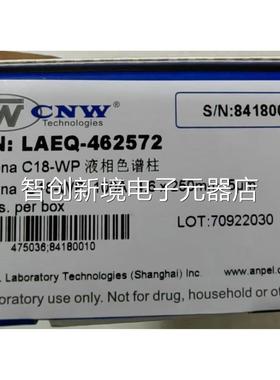 CNW
Technologies
S/N:841800
N: LAEQ-462572
na C18-WP 液相色谱柱
智创新境电子元器店
s. per box
LOT:70922030
475036;84180010
. Laboratory Technologies (Shanghai) Inc.
www.anpel.
oratory use only. Not for drug, household or othe